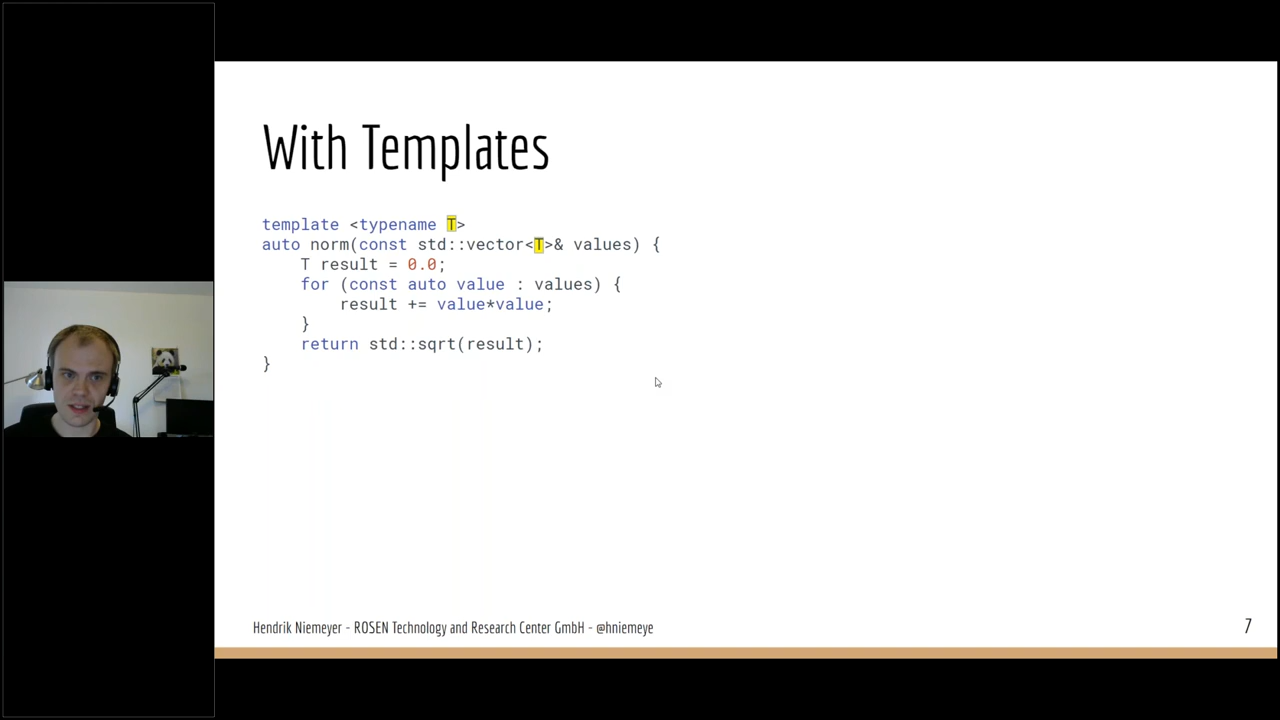 With Templates
template <typename T>
auto norm(const std::vector<T>& values) {
    T result = 0.0;
    for (const auto value : values) {
        result += value*value;
    }
    return std::sqrt(result);
}
Hendrik Niemeyer - ROSEN Technology and Research Center GmbH - @hniemeye
7